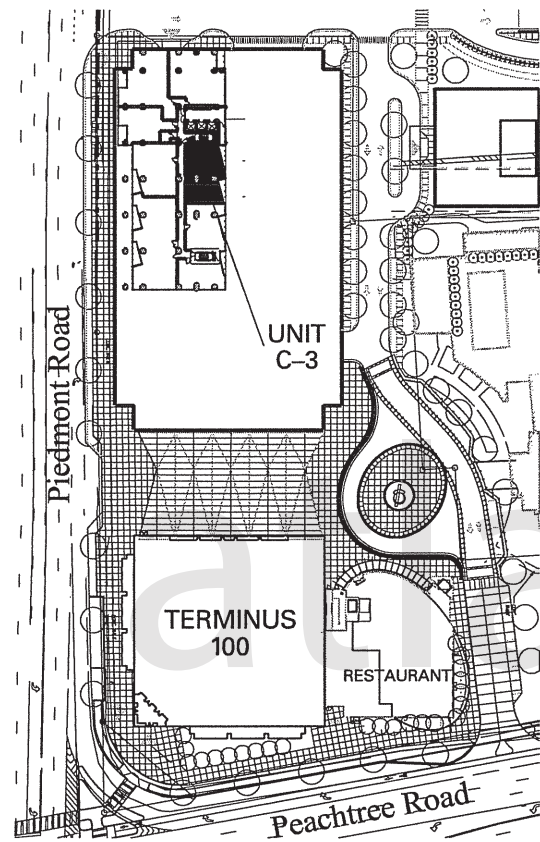 UNIT
C–3
Piedmont Road
TERMINUS
100
RESTAURANT
Peachtree Road